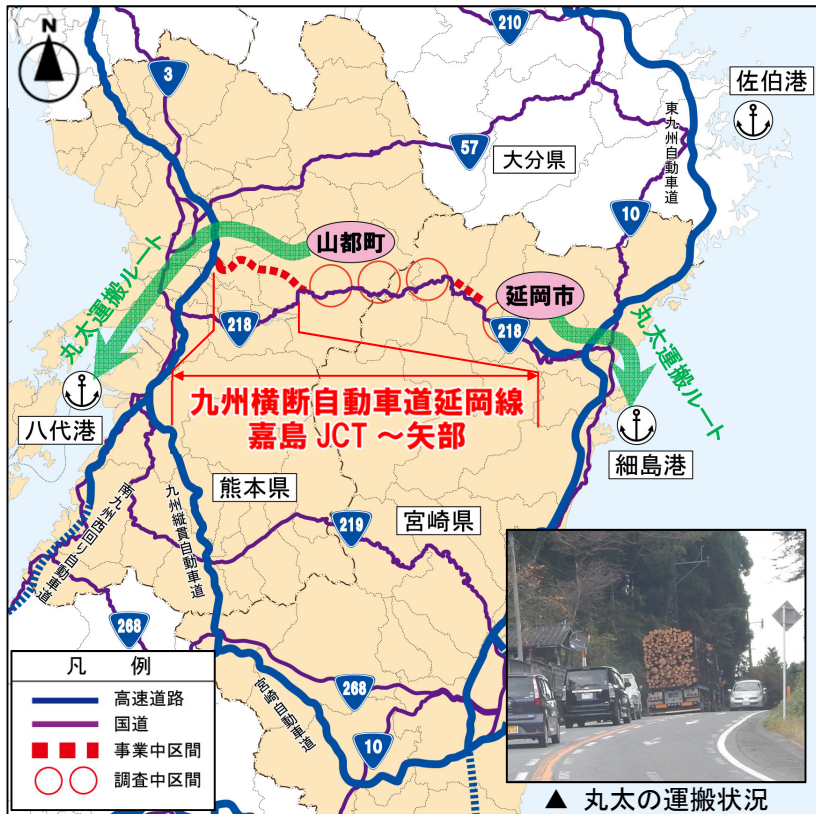 N
210
3
佐伯港
東九州自動車道
57
大分県
10
丸太運搬ルート
山都町
延岡市
218
218
丸太運搬ルート
九州横断自動車道延岡線
嘉島JCT～矢部
八代港
細島港
熊本県
宮崎県
南九州西回り自動車道
九州縦貫自動車道
219
268
268
宮崎自動車道
10
凡 例
高速道路
国道
事業中区間
調査中区間
▲ 丸太の運搬状況